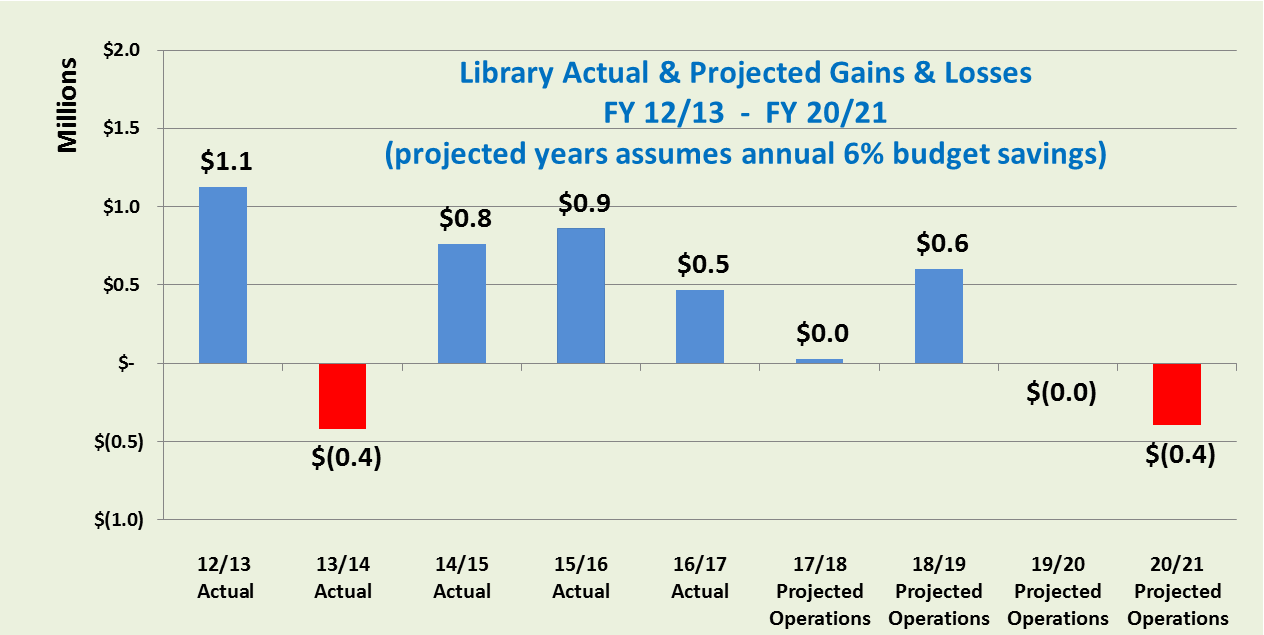 Library Actual & Projected Gains & Losses
FY 12/13 - FY 20/21
(projected years assumes annual 6% budget savings)
Millions
$2.0
$1.5
$1.0
$0.5
$-
$(0.5)
$(1.0)
$1.1
$(0.4)
$0.8
$0.9
$0.5
$0.0
$0.6
$(0.0)
$(0.4)
12/13
Actual
13/14
Actual
14/15
Actual
15/16
Actual
16/17
Actual
17/18
Projected
Operations
18/19
Projected
Operations
19/20
Projected
Operations
20/21
Projected
Operations